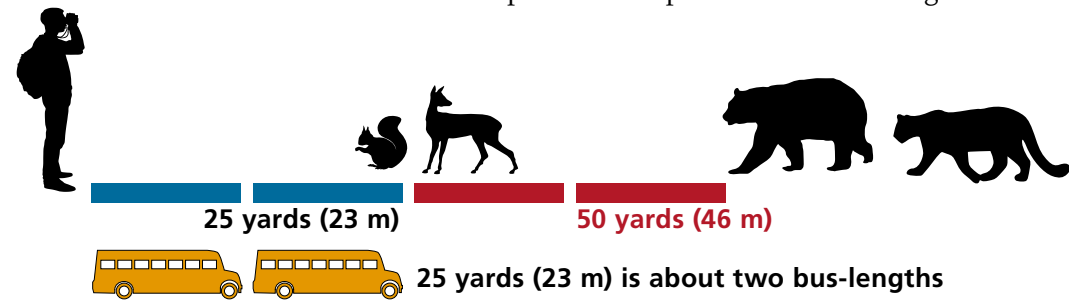 25 yards (23 m)
50 yards (46 m)
25 yards (23 m) is about two bus-lengths